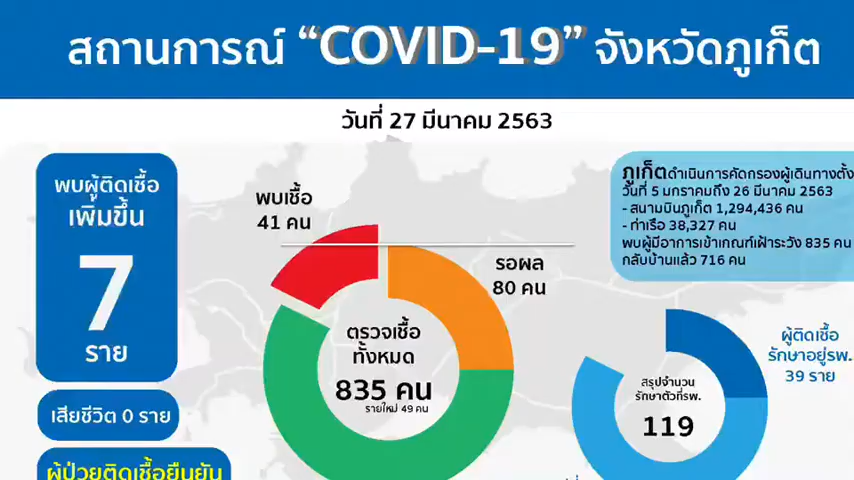 สถานการณ์ “COVID-19” จังหวัดภูเก็ต
วันที่ 27 มีนาคม 2563
พบผู้ติดเชื้อ
เพิ่มขึ้น
7
ราย
เสียชีวิต 0 ราย
ผู้ป่วยติดเชื้อยืนยัน
พบเชื้อ
41 คน
รอผล
80 คน
ตรวจเชื้อ
ทั้งหมด
835 คน
รายใหม่ 49 คน
ภูเก็ตดำเนินการคัดกรองผู้เดินทางตั้ง
วันที่ 5 มกราคมถึง 26 มีนาคม 2563
- สนามบินภูเก็ต 1,294,436 คน
- ท่าเรือ 38,327 คน
พบผู้มีอาการเข้าเกณฑ์เฝ้าระวัง 835 คน
กลับบ้านแล้ว 716 คน
สรุปจำนวน
รักษาตัวที่รพ.
119
ผู้ติดเชื้อ
รักษาอยู่รพ.
39 ราย